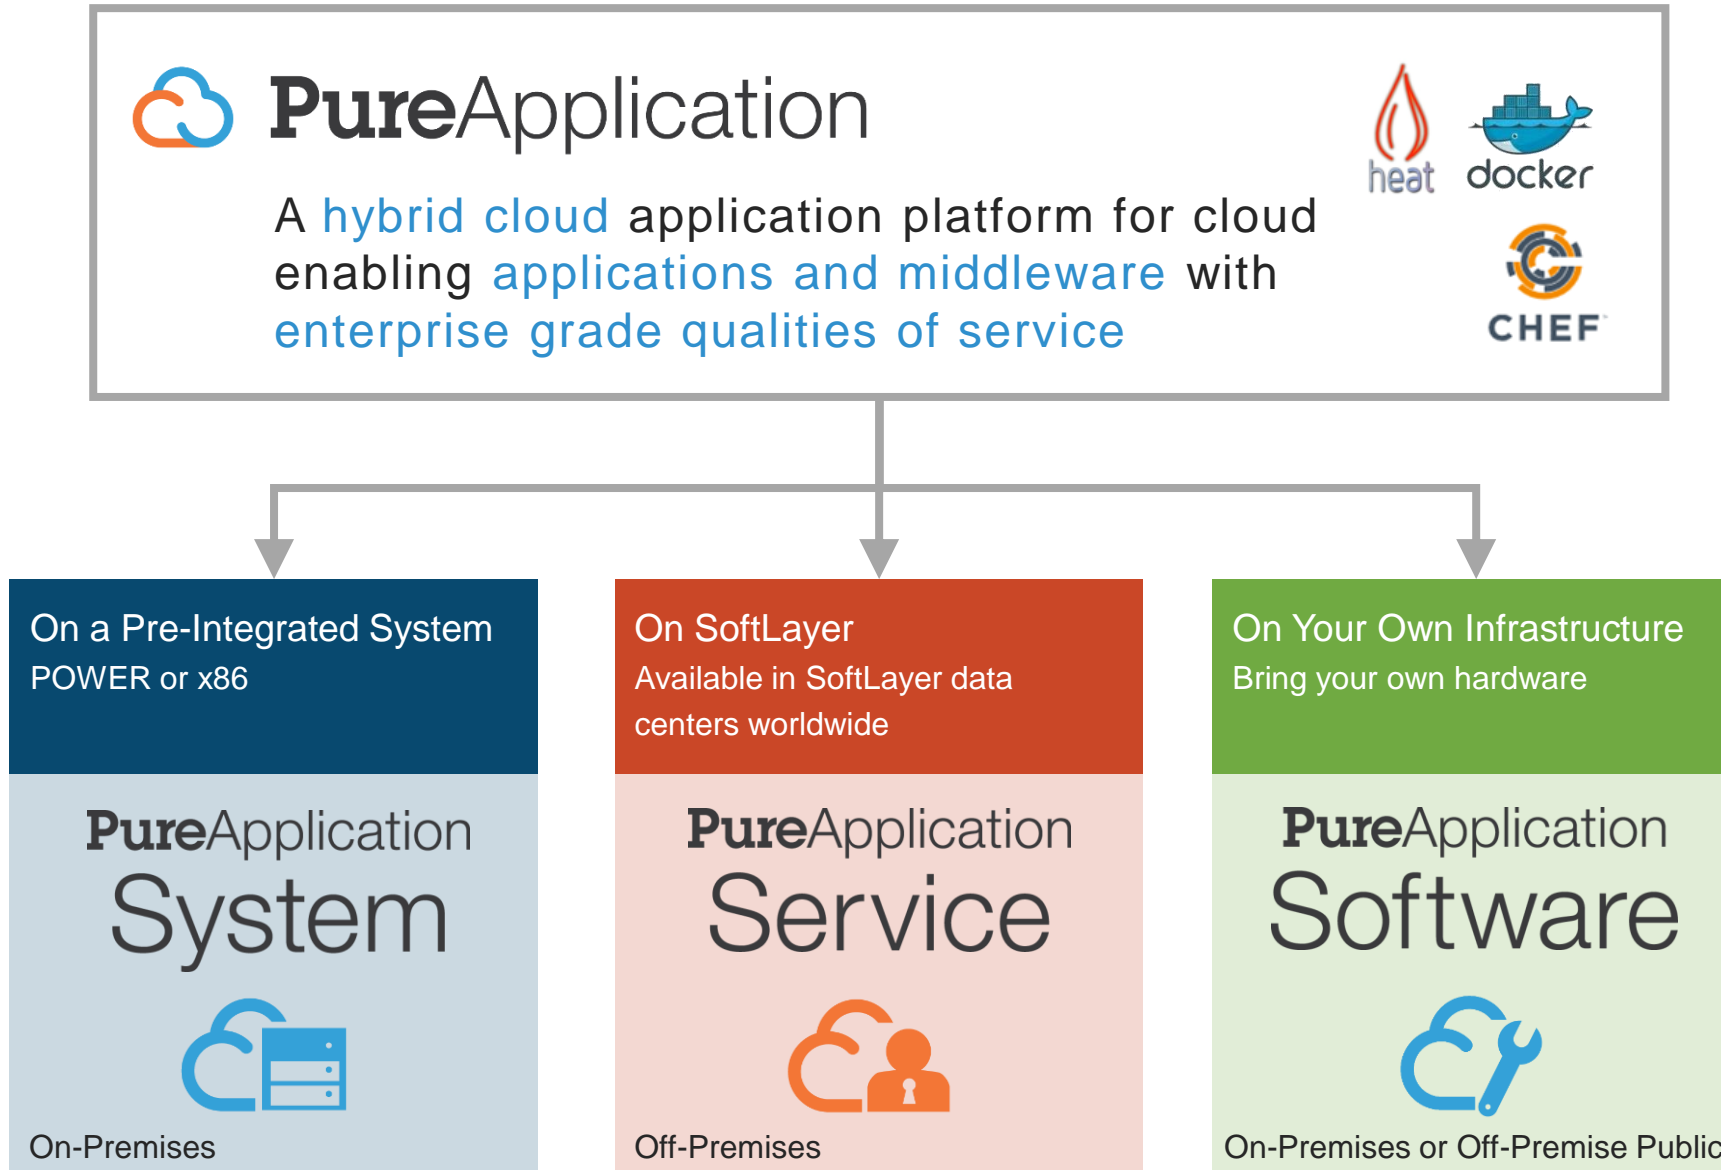 PureApplication
heat
docker
CHEF
A hybrid cloud application platform for cloud
enabling applications and middleware with
enterprise grade qualities of service
On a Pre-Integrated System
POWER or x86
PureApplication
System
On-Premises
On SoftLayer
Available in SoftLayer data
centers worldwide
PureApplication
Service
Off-Premises
On Your Own Infrastructure
Bring your own hardware
PureApplication
Software
On-Premises or Off-Premise Public